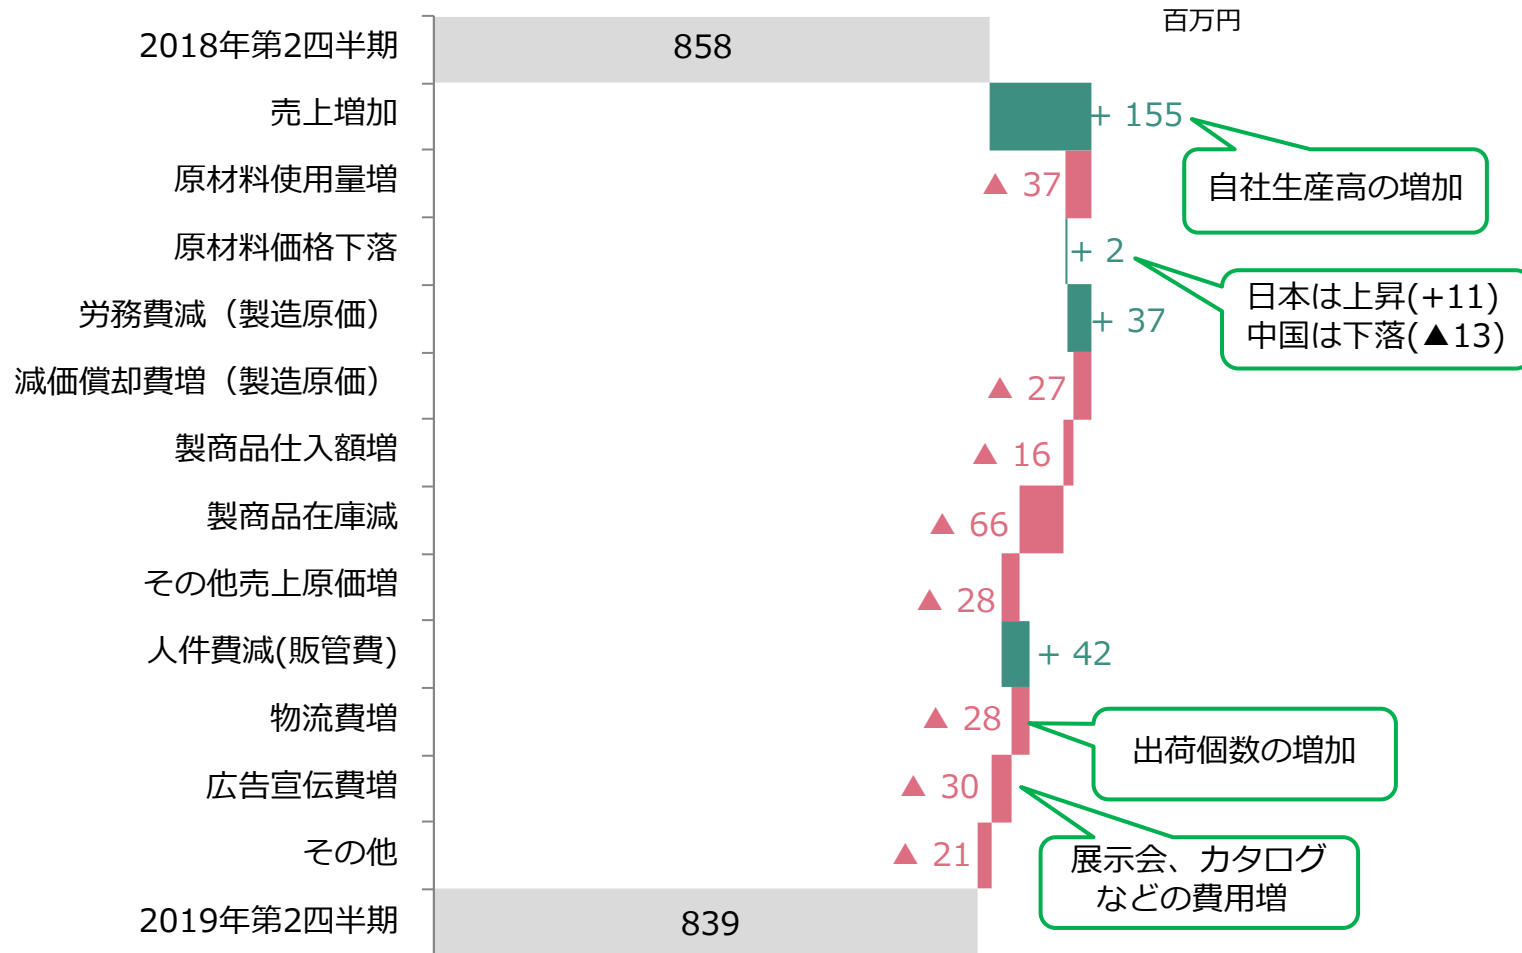 百万円
2018年第2四半期
858
売上増加
+ 155
自社生産高の増加
原材料使用量増
▲ 37
原材料価格下落
+ 2
日本は上昇(+11)
中国は下落(▲13)
労務費減（製造原価）
+ 37
減価償却費増（製造原価）
▲ 27
製商品仕入額増
▲ 16
製商品在庫減
▲ 66
その他売上原価増
▲ 28
人件費減(販管費)
+ 42
物流費増
▲ 28
出荷個数の増加
広告宣伝費増
▲ 30
展示会、カタログ
などの費用増
その他
▲ 21
2019年第2四半期
839